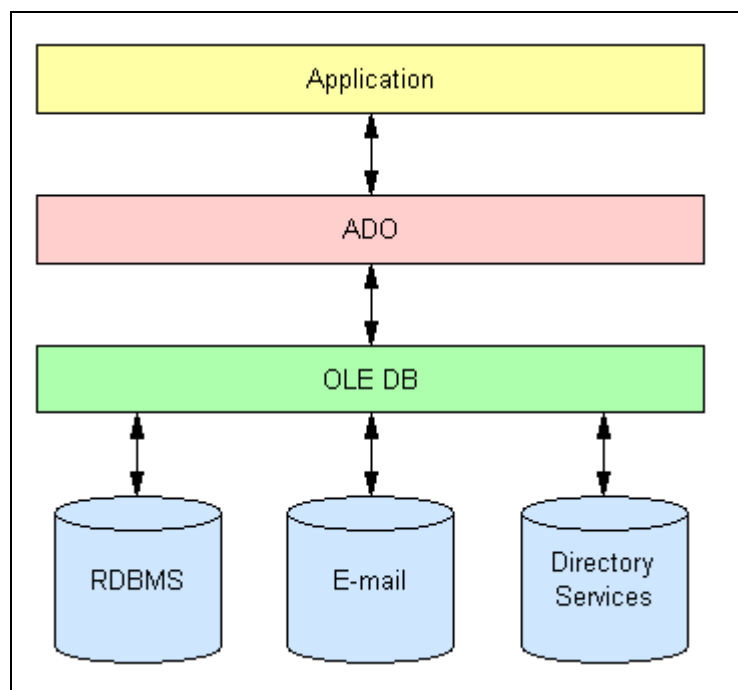 Application
ADO
OLE DB
RDBMS
E-mail
Directory
Services